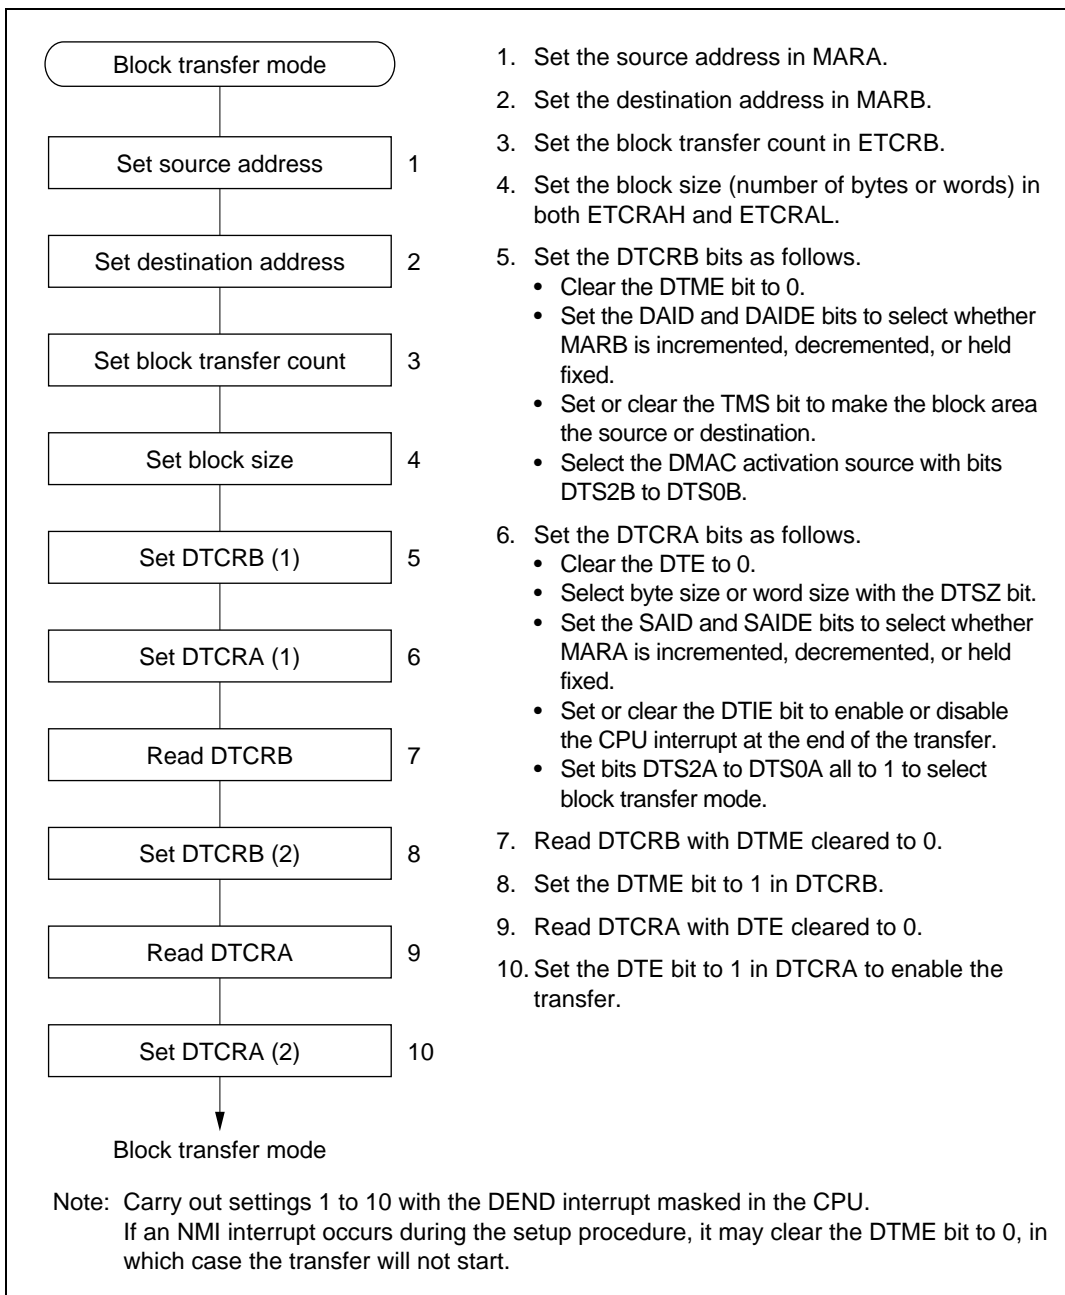 Block transfer mode
Set source address 1
Set destination address 2
Set block transfer count 3
Set block size 4
Set DTCRB (1) 5
Set DTCRA (1) 6
Read DTCRB 7
Set DTCRB (2) 8
Read DTCRA 9
Set DTCRA (2) 10
Block transfer mode
1. Set the source address in MARA.
2. Set the destination address in MARB.
3. Set the block transfer count in ETCRB.
4. Set the block size (number of bytes or words) in
both ETCRAH and ETCRAL.
5. Set the DTCRB bits as follows.
• Clear the DTME bit to 0.
• Set the DAID and DAIDE bits to select whether
MARB is incremented, decremented, or held
fixed.
• Set or clear the TMS bit to make the block area
the source or destination.
• Select the DMAC activation source with bits
DTS2B to DTS0B.
6. Set the DTCRA bits as follows.
• Clear the DTE to 0.
• Select byte size or word size with the DTSZ bit.
• Set the SAID and SAIDE bits to select whether
MARA is incremented, decremented, or held
fixed.
• Set or clear the DTIE bit to enable or disable
the CPU interrupt at the end of the transfer.
• Set bits DTS2A to DTS0A all to 1 to select
block transfer mode.
7. Read DTCRB with DTME cleared to 0.
8. Set the DTME bit to 1 in DTCRB.
9. Read DTCRA with DTE cleared to 0.
10. Set the DTE bit to 1 in DTCRA to enable the
transfer.
Note: Carry out settings 1 to 10 with the DEND interrupt masked in the CPU.
If an NMI interrupt occurs during the setup procedure, it may clear the DTME bit to 0, in
which case the transfer will not start.